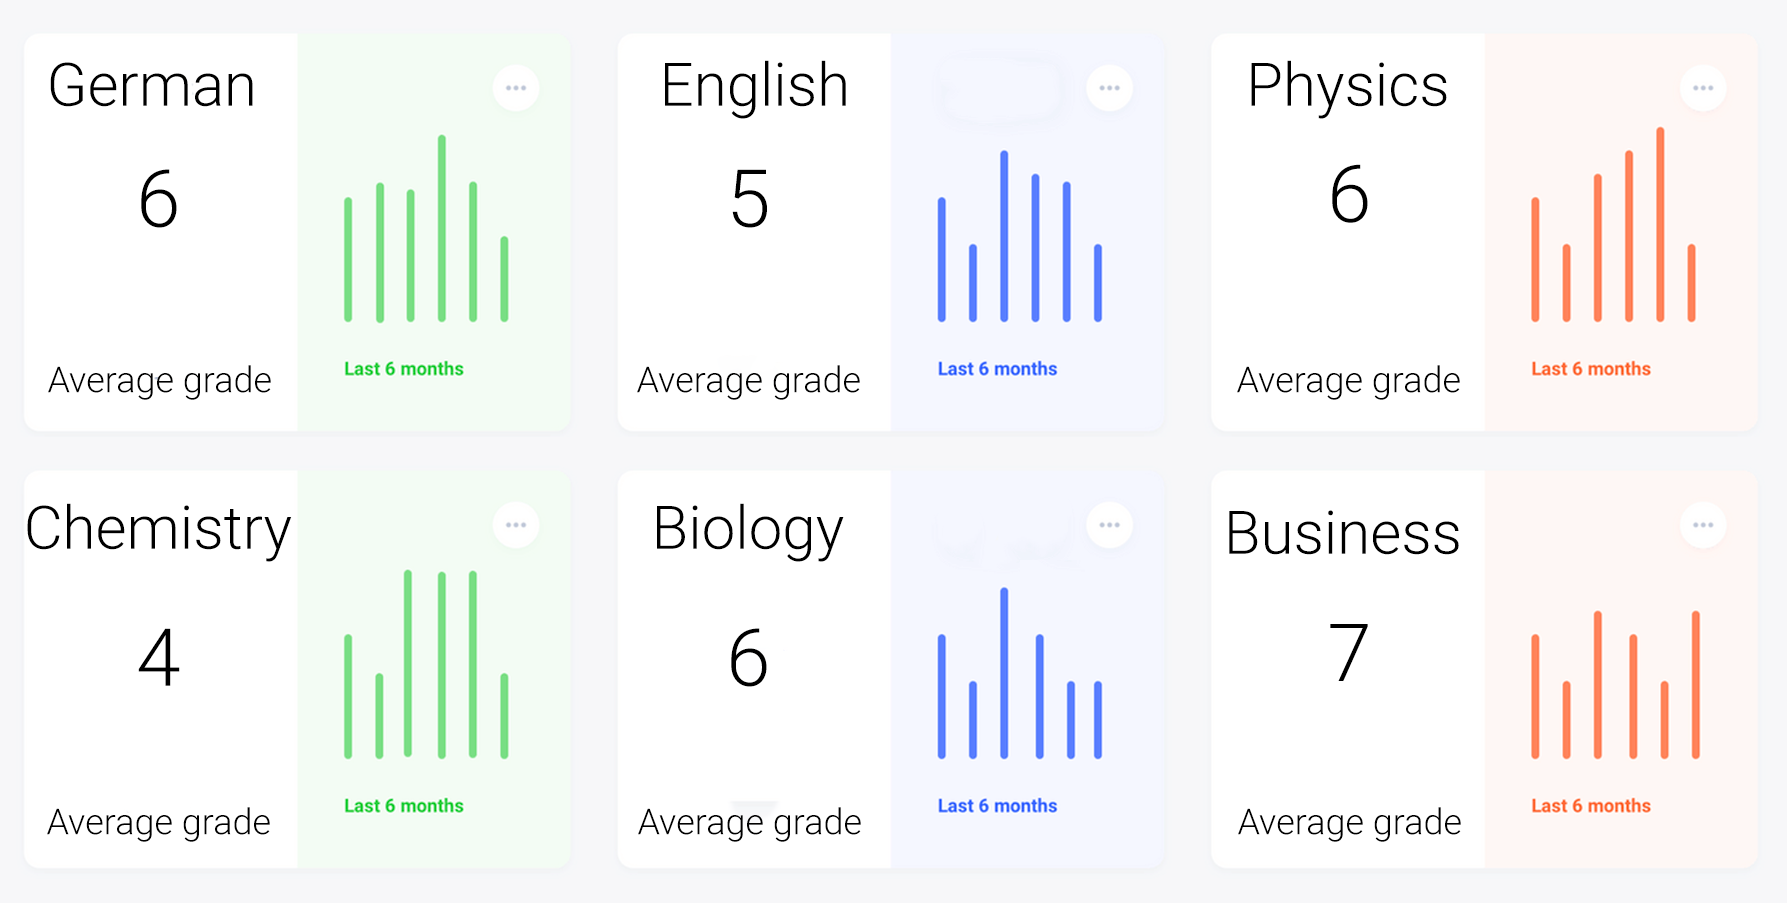 German
6
Average grade
Last 6 months
English
5
Average grade
Last 6 months
Physics
6
Average grade
Last 6 months
Chemistry
4
Average grade
Last 6 months
Biology
6
Average grade
Last 6 months
Business
7
Average grade
Last 6 months